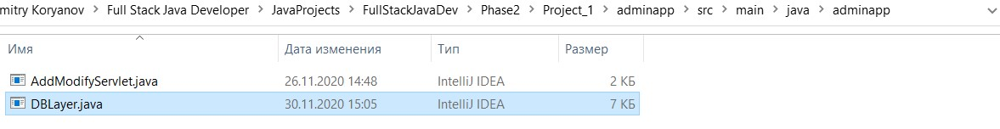 mitry Koryanov > Full Stack Java Developer > JavaProjects > FullStackJavaDev > Phase2 > Project_1 > adminapp > src > main > java > adminapp
Имя Дата изменения Тип Размер
AddModifyServlet.java 26.11.2020 14:48 IntelliJ IDEA 2 КБ
DBLayer.java 30.11.2020 15:05 IntelliJ IDEA 7 КБ